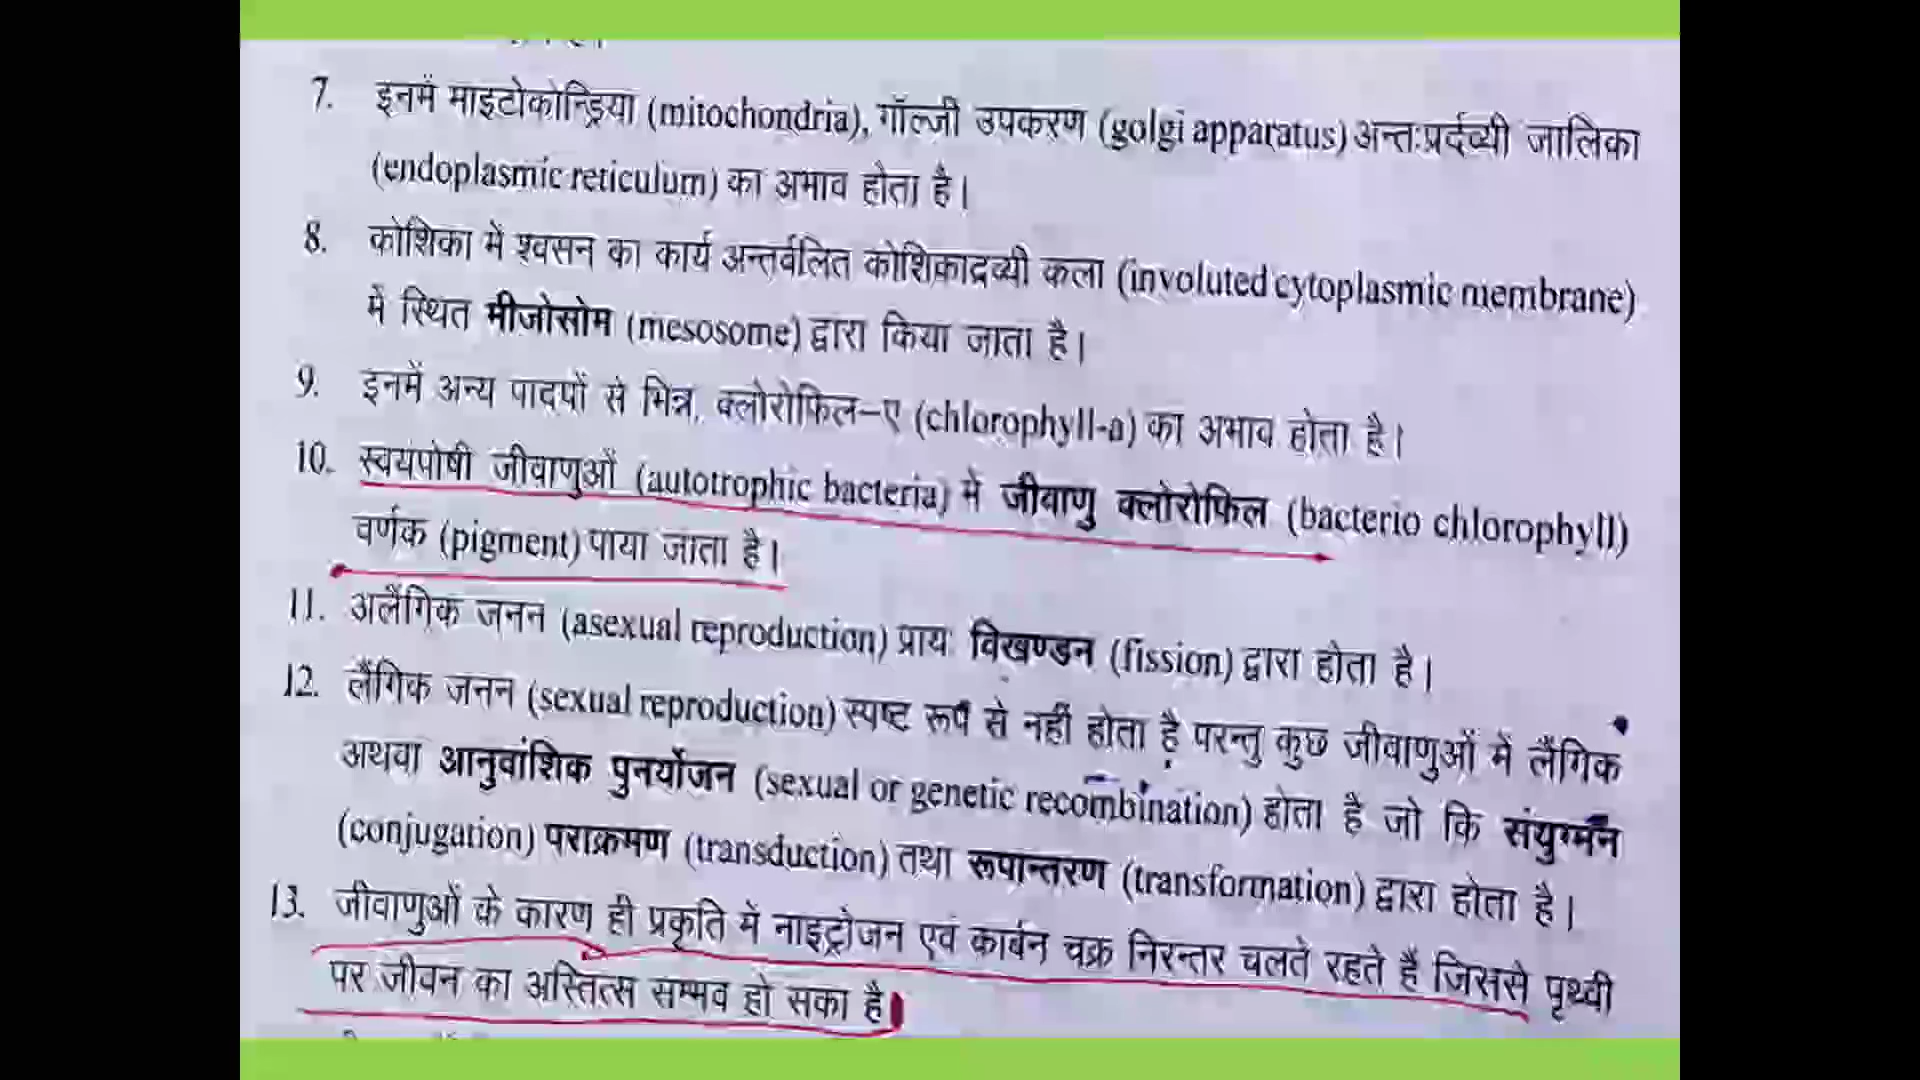 7. इनमें माइटोकोन्ड्रिया (mitochondria), गॉल्जी उपकरण (golgi apparatus) अन्तःप्रर्दव्यी जालिका
(endoplasmic reticulum) का अभाव होता है।
8. कोशिका में श्वसन का कार्य अन्तर्वलित कोशिकाद्रव्यी कला (involuted cytoplasmic membrane)
में स्थित मीजोसोम (mesosome) द्वारा किया जाता है।
9. इनमें अन्य पादपों से भिन्न, क्लोरोफिल-ए (chlorophyll-a) का अभाव होता है।
10. स्वयंपोषी जीवाणुओं (autotrophic bacteria) में जीवाणु क्लोरोफिल (bacterio chlorophyll)
वर्णक (pigment) पाया जाता है।
11. अलैंगिक जनन (asexual reproduction) प्रायः विखण्डन (fission) द्वारा होता है।
12. लैंगिक जनन (sexual reproduction) स्पष्ट रूप से नहीं होता है परन्तु कुछ जीवाणुओं में लैंगिक
अथवा आनुवांशिक पुनर्योजन (sexual or genetic recombination) होता है जो कि संयुग्मन
(conjugation) पराक्रमण (transduction) तथा रूपान्तरण (transformation) द्वारा होता है।
13. जीवाणुओं के कारण ही प्रकृति में नाइट्रोजन एवं कार्बन चक्र निरन्तर चलते रहते हैं जिससे पृथ्वी
पर जीवन का अस्तित्स सम्भव हो सका है।